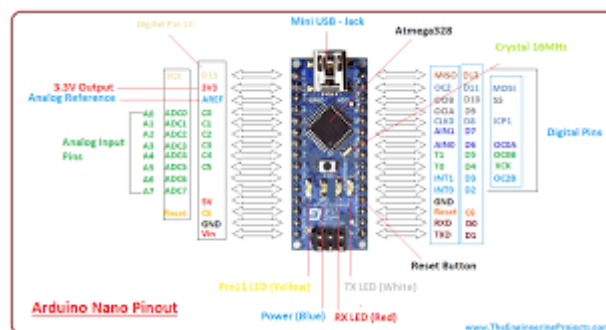 Digital Pin 13
Mini USB - Jack
Atmega328
Crystal 16MHz
3.3V Output
Analog Reference
Analog Input
Pins
SCK
D13
3V3
AREF
A0 ADC0 C0
A1 ADC1 C1
A2 ADC2 C2
A3 ADC3 C3
A4 ADC4 C4
A5 ADC5 C5
A6 ADC6
A7 ADC7
5V
Reset C6
GND
Vin
MISO D12
OC2 D11 MOSI
D10 SS
D9
CLKO D8 ICP1
AIN1 D7
AIN0 D6 OC0A
T1 D5 OC0B
T0 D4 XCK
INT1 D3 OC2B
INT0 D2
GND
Reset C6
RXD D0
TXD D1
Digital Pins
Reset Button
Pin13 LED (Yellow)
TX LED (White)
Power (Blue)
RX LED (Red)
Arduino Nano Pinout
www.TheEngineeringProjects.com